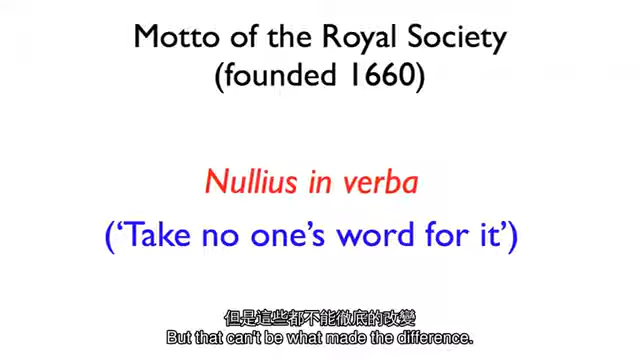 Motto of the Royal Society
(founded 1660)
Nullius in verba
(‘Take no one’s word for it’)
但是這些都不能徹底的改變
But that can't be what made the difference.